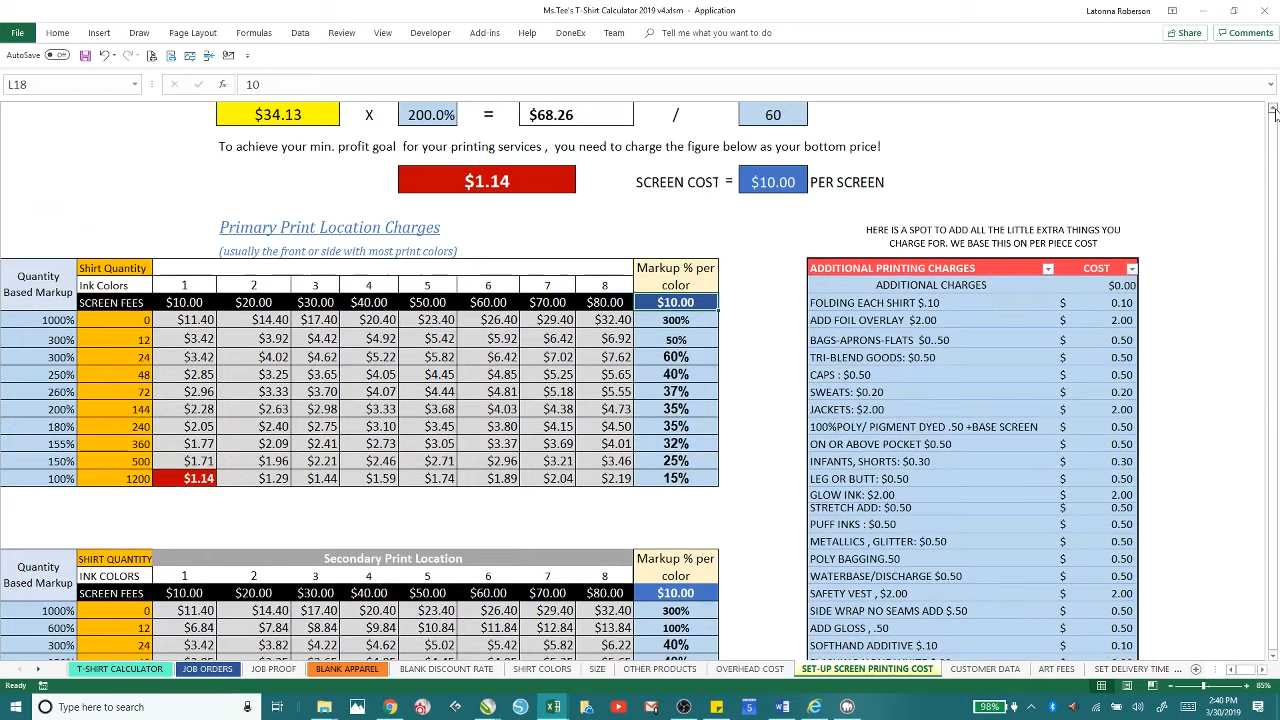 Ms.Tee's T-Shirt Calculator 2019 v4.xlsm - Application
Latonna Roberson
File Home Insert Draw Page Layout Formulas Data Review View Developer Add-ins Help DoneEx Team Tell me what you want to do Share Comments
AutoSave Off
L18 fx 10
$34.13 X 200.0% = $68.26 / 60
To achieve your min. profit goal for your printing services , you need to charge the figure below as your bottom price!
$1.14 SCREEN COST = $10.00 PER SCREEN
Primary Print Location Charges
(usually the front or side with most print colors)
Quantity Based Markup Shirt Quantity Markup % per color
Ink Colors 1 2 3 4 5 6 7 8
SCREEN FEES $10.00 $20.00 $30.00 $40.00 $50.00 $60.00 $70.00 $80.00 $10.00
1000% 0 $11.40 $14.40 $17.40 $20.40 $23.40 $26.40 $29.40 $32.40 300%
300% 12 $3.42 $3.92 $4.42 $4.92 $5.42 $5.92 $6.42 $6.92 50%
300% 24 $3.42 $4.02 $4.62 $5.22 $5.82 $6.42 $7.02 $7.62 60%
250% 48 $2.85 $3.25 $3.65 $4.05 $4.45 $4.85 $5.25 $5.65 40%
260% 72 $2.96 $3.33 $3.70 $4.07 $4.44 $4.81 $5.18 $5.55 37%
200% 144 $2.28 $2.63 $2.98 $3.33 $3.68 $4.03 $4.38 $4.73 35%
180% 240 $2.05 $2.40 $2.75 $3.10 $3.45 $3.80 $4.15 $4.50 35%
155% 360 $1.77 $2.09 $2.41 $2.73 $3.05 $3.37 $3.69 $4.01 32%
150% 500 $1.71 $1.96 $2.21 $2.46 $2.71 $2.96 $3.21 $3.46 25%
100% 1200 $1.14 $1.29 $1.44 $1.59 $1.74 $1.89 $2.04 $2.19 15%
Quantity Based Markup SHIRT QUANTITY Secondary Print Location Markup % per color
INK COLORS 1 2 3 4 5 6 7 8
SCREEN FEES $10.00 $20.00 $30.00 $40.00 $50.00 $60.00 $70.00 $80.00 $10.00
1000% 0 $11.40 $14.40 $17.40 $20.40 $23.40 $26.40 $29.40 $32.40 300%
600% 12 $6.84 $7.84 $8.84 $9.84 $10.84 $11.84 $12.84 $13.84 100%
300% 24 $3.42 $3.82 $4.22 $4.62 $5.02 $5.42 $5.82 $6.22 40%
HERE IS A SPOT TO ADD ALL THE LITTLE EXTRA THINGS YOU
CHARGE FOR. WE BASE THIS ON PER PIECE COST
ADDITIONAL PRINTING CHARGES COST
ADDITIONAL CHARGES $0.00
FOLDING EACH SHIRT $.10 $ 0.10
ADD FOIL OVERLAY $2.00 $ 2.00
BAGS-APRONS-FLATS $0..50 $ 0.50
TRI-BLEND GOODS: $0.50 $ 0.50
CAPS : $0.50 $ 0.50
SWEATS: $0.20 $ 0.20
JACKETS: $2.00 $ 2.00
100%POLY/ PIGMENT DYED .50 +BASE SCREEN $ 0.50
ON OR ABOVE POCKET $0.50 $ 0.50
INFANTS, SHORTS: $0.30 $ 0.30
LEG OR BUTT: $0.50 $ 0.50
GLOW INK: $2.00 $ 2.00
STRETCH ADD: $0.50 $ 0.50
PUFF INKS : $0.50 $ 0.50
METALLICS , GLITTER: $0.50 $ 0.50
POLY BAGGING.50 $ 0.50
WATERBASE/DISCHARGE $0.50 $ 0.50
SAFETY VEST , $2.00 $ 2.00
SIDE WRAP NO SEAMS ADD $.50 $ 0.50
ADD GLOSS , .50 $ 0.50
SOFTHAND ADDITIVE $.10 $ 0.10
T-SHIRT CALCULATOR JOB ORDERS JOB PROOF BLANK APPAREL BLANK DISCOUNT RATE SHIRT COLORS SIZE OTHER PRODUCTS OVERHEAD COST SET-UP SCREEN PRINTING COST CUSTOMER DATA ART FEES SET DELIVERY TIME ...
Ready 85%
Type here to search 98% 2:40 PM
3/30/2019